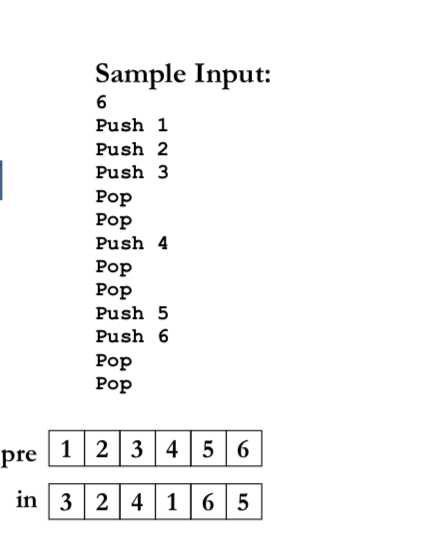 Sample Input:
6
Push 1
Push 2
Push 3
Pop
Pop
Push 4
Pop
Pop
Push 5
Push 6
Pop
Pop
pre 1 2 3 4 5 6
in 3 2 4 1 6 5